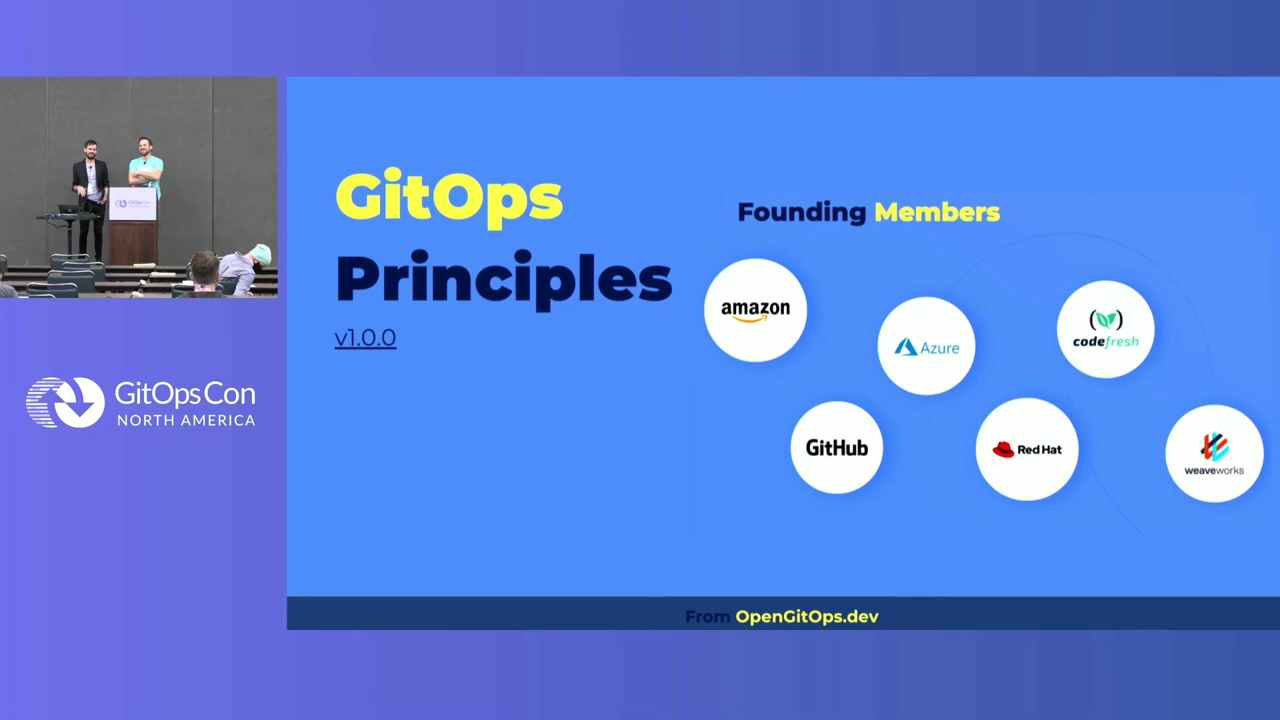 GitOps
Principles
v1.0.0
Founding Members
amazon
Azure
codefresh
GitHub
Red Hat
weaveworks
From OpenGitOps.dev
GitOpsCon
GitOpsCon
NORTH AMERICA